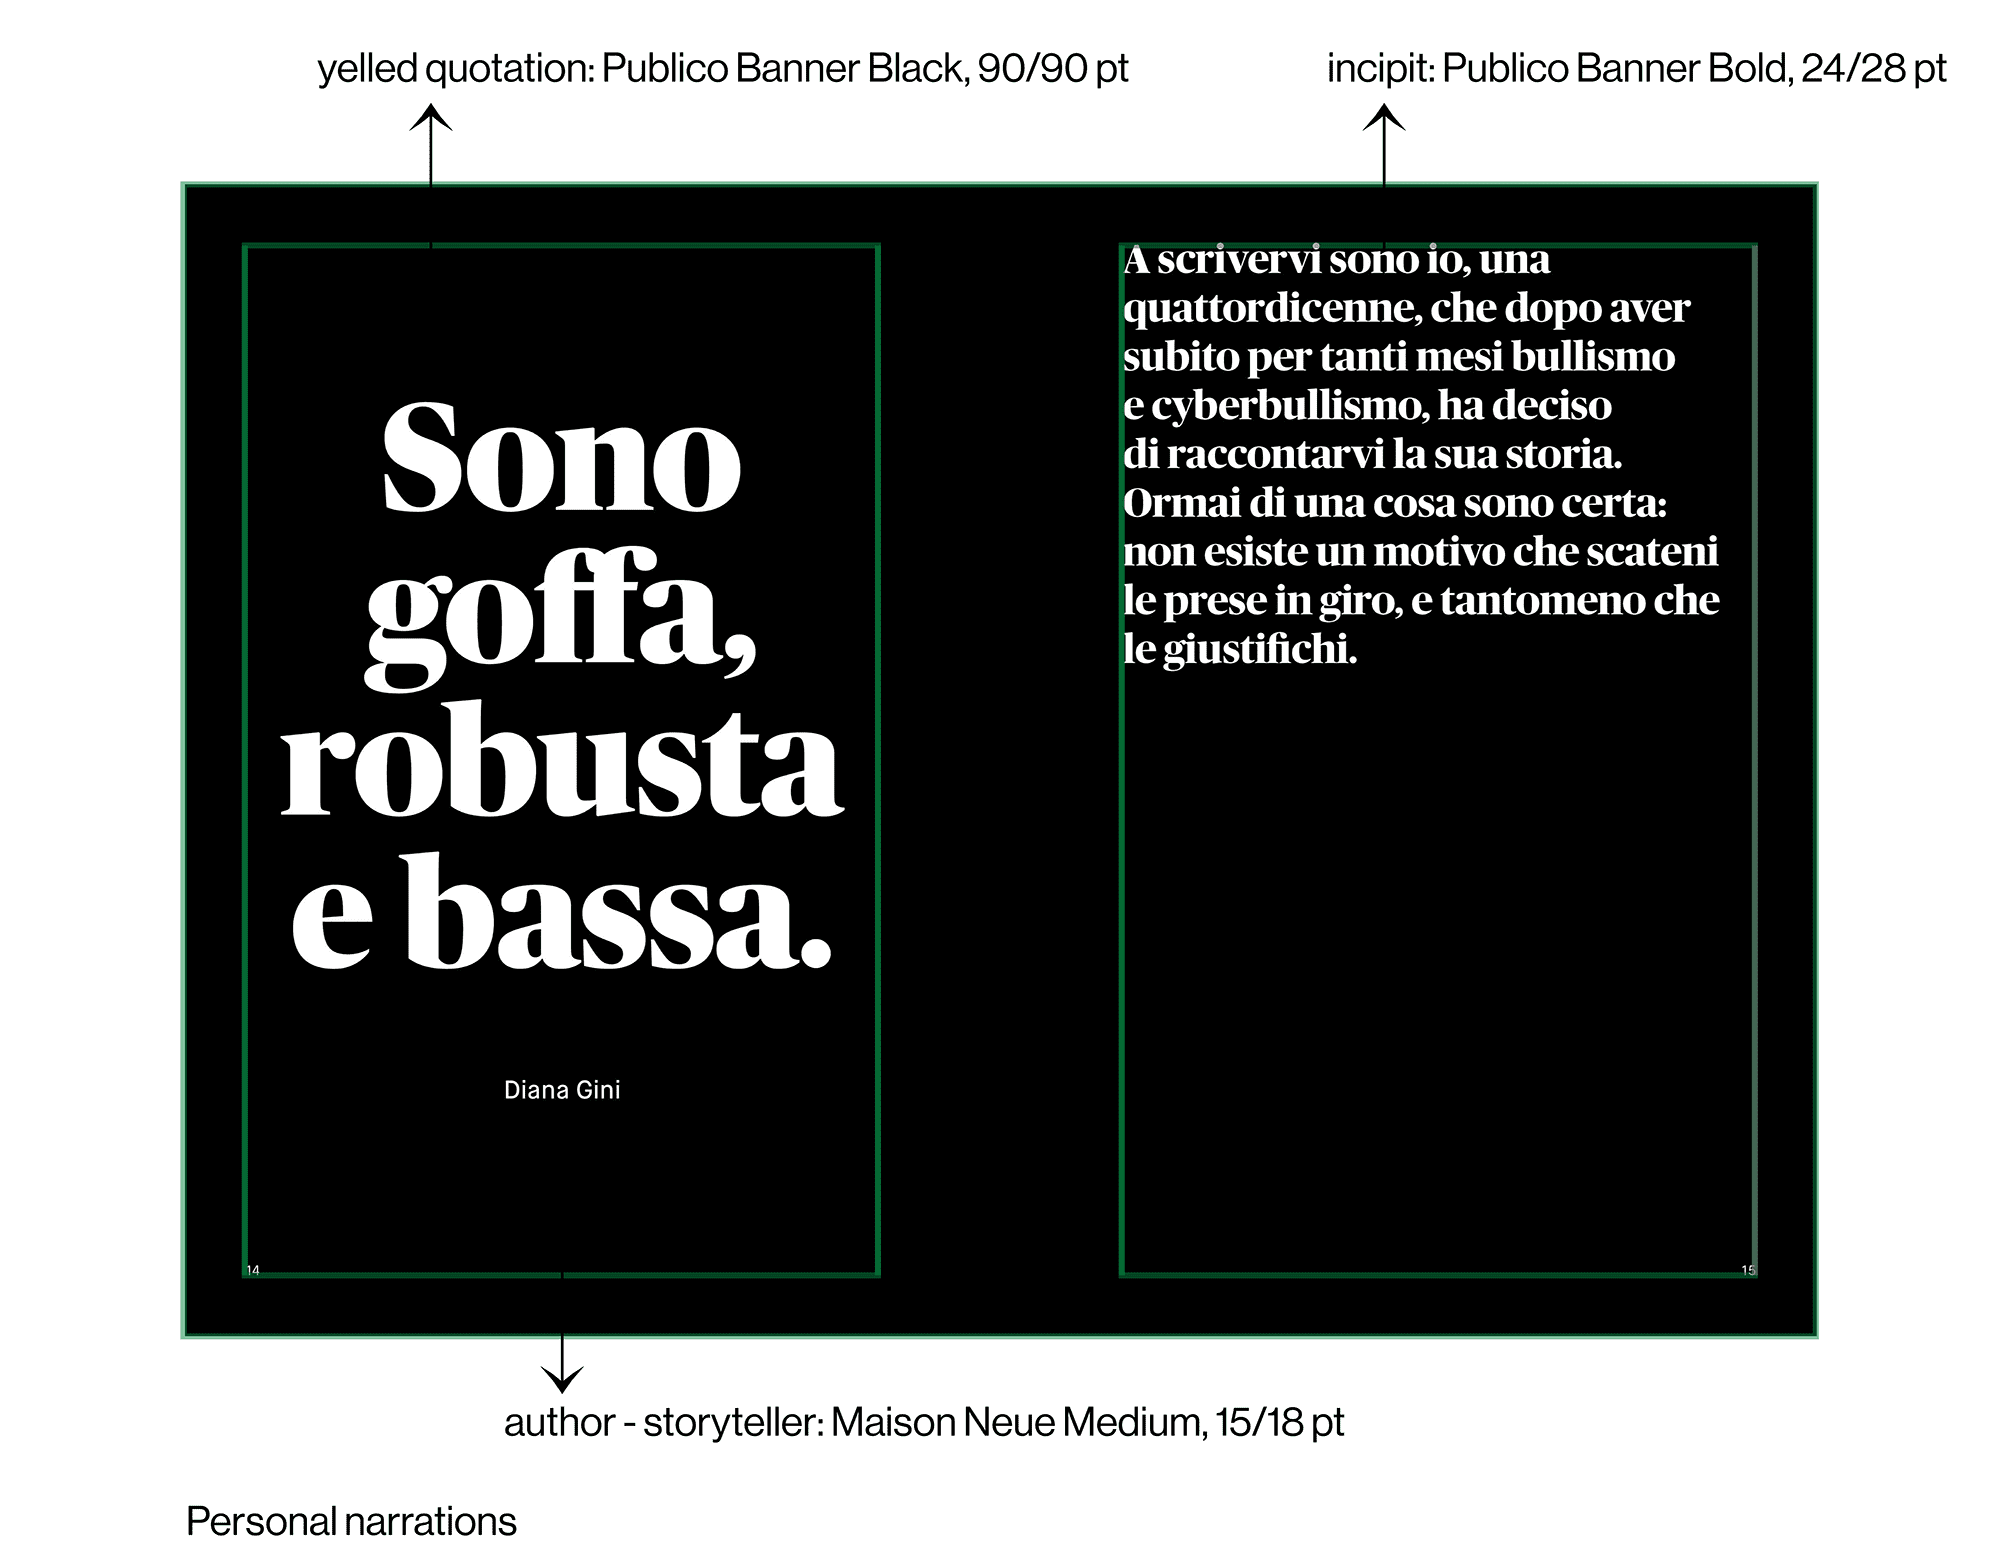 yelled quotation: Publico Banner Black, 90/90 pt
incipit: Publico Banner Bold, 24/28 pt
Sono
goffa,
robusta
e bassa.
Diana Gini
14
A scrivervi sono io, una
quattordicenne, che dopo aver
subito per tanti mesi bullismo
e cyberbullismo, ha deciso
di raccontarvi la sua storia.
Ormai di una cosa sono certa:
non esiste un motivo che scateni
le prese in giro, e tantomeno che
le giustifichi.
15
author - storyteller: Maison Neue Medium, 15/18 pt
Personal narrations